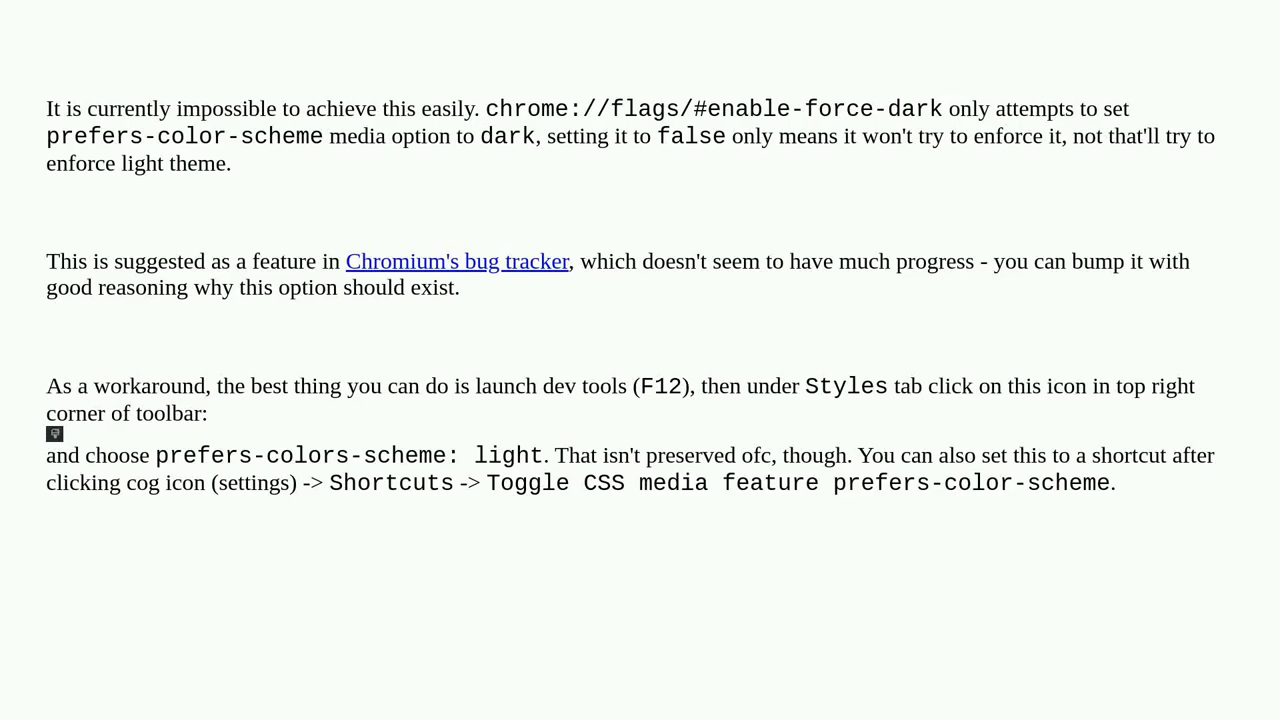 It is currently impossible to achieve this easily. chrome://flags/#enable-force-dark only attempts to set
prefers-color-scheme media option to dark, setting it to false only means it won't try to enforce it, not that'll try to
enforce light theme.
This is suggested as a feature in Chromium's bug tracker, which doesn't seem to have much progress - you can bump it with
good reasoning why this option should exist.
As a workaround, the best thing you can do is launch dev tools (F12), then under Styles tab click on this icon in top right
corner of toolbar:
and choose prefers-colors-scheme: light. That isn't preserved ofc, though. You can also set this to a shortcut after
clicking cog icon (settings) -> Shortcuts -> Toggle CSS media feature prefers-color-scheme.